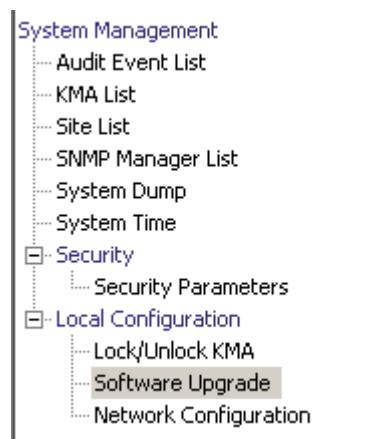 System Management
Audit Event List
KMA List
Site List
SNMP Manager List
System Dump
System Time
Security
Security Parameters
Local Configuration
Lock/Unlock KMA
Software Upgrade
Network Configuration